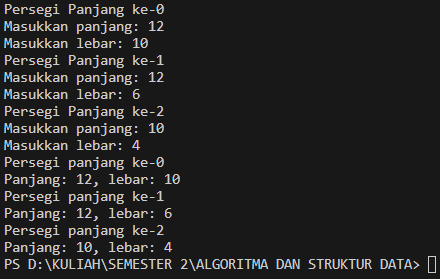 Persegi Panjang ke-0
Masukkan panjang: 12
Masukkan lebar: 10
Persegi Panjang ke-1
Masukkan panjang: 12
Masukkan lebar: 6
Persegi Panjang ke-2
Masukkan panjang: 10
Masukkan lebar: 4
Persegi panjang ke-0
Panjang: 12, lebar: 10
Persegi panjang ke-1
Panjang: 12, lebar: 6
Persegi panjang ke-2
Panjang: 10, lebar: 4
PS D:\KULIAH\SEMESTER 2\ALGORITMA DAN STRUKTUR DATA>